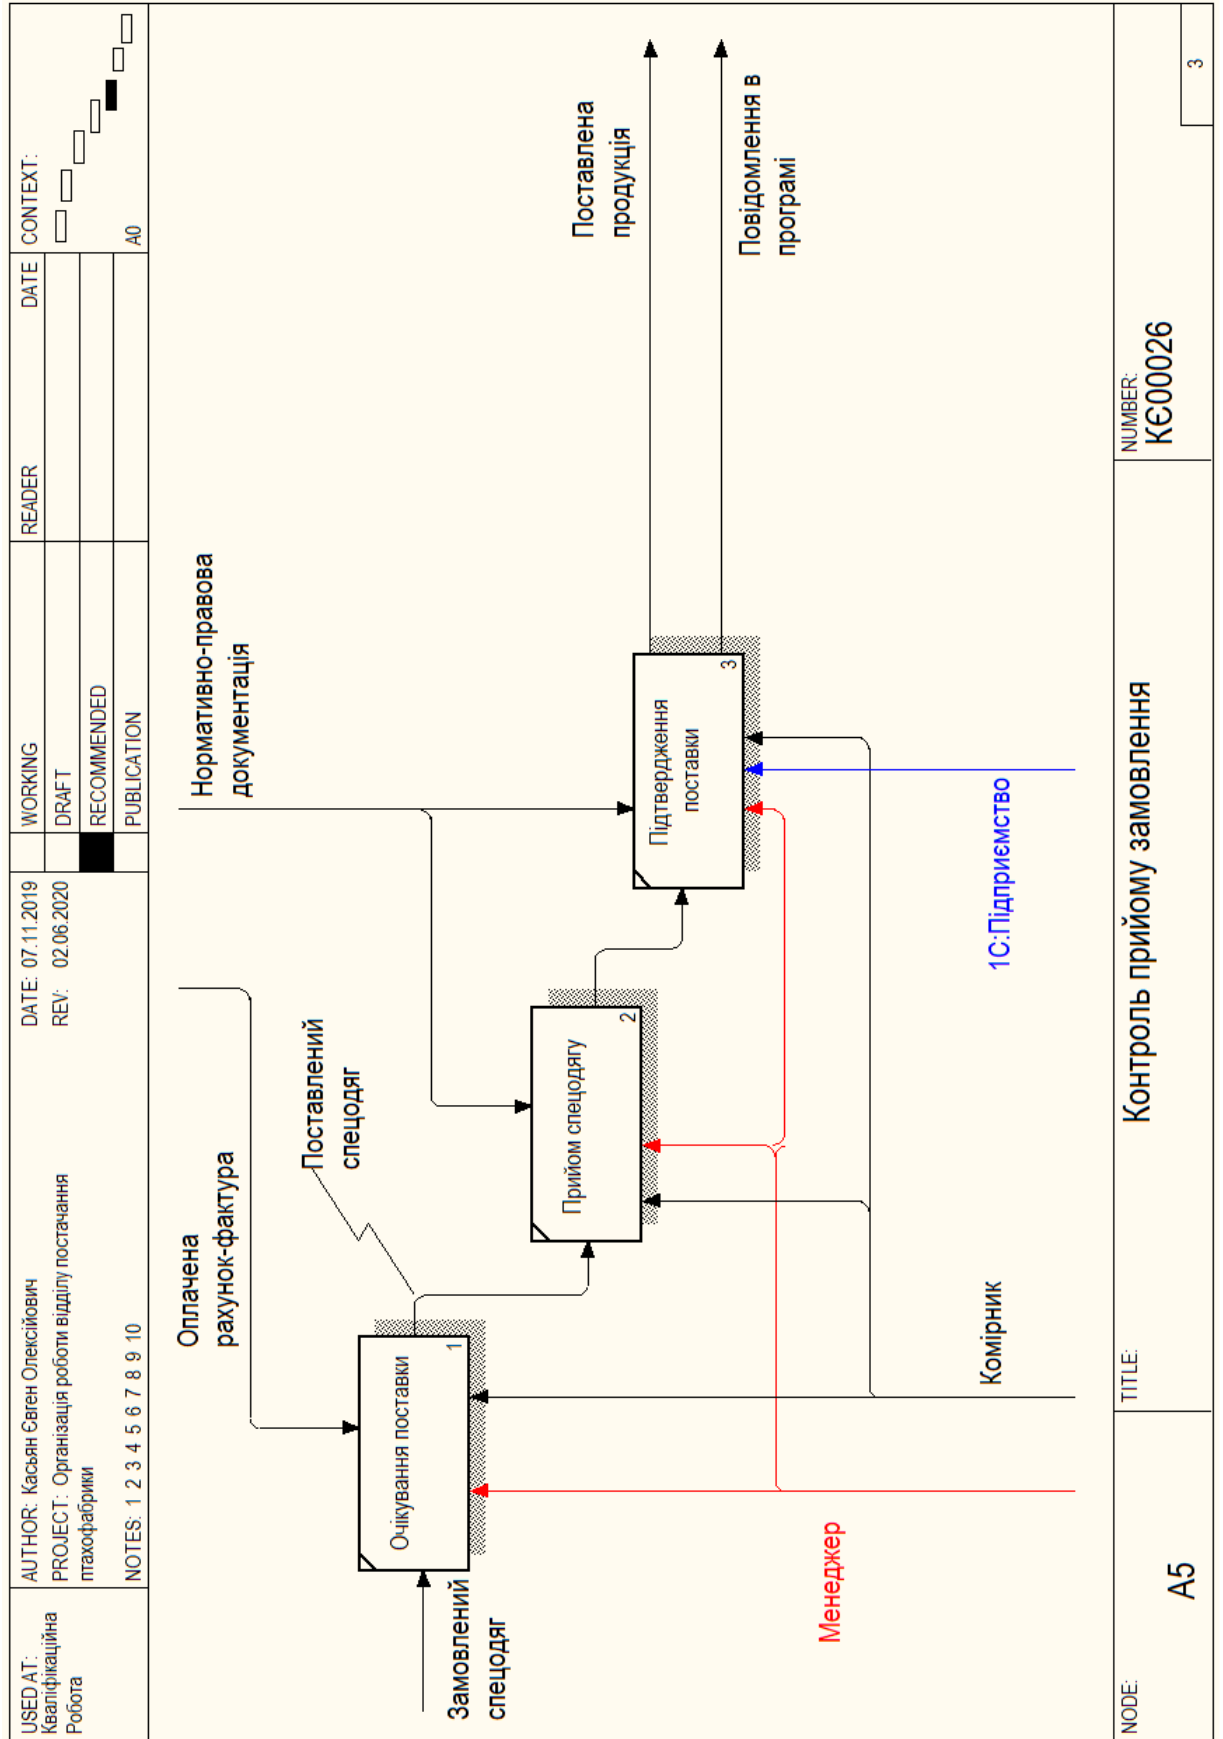 USED AT:
Кваліфікаційна
Робота
AUTHOR: Касьян Євген Олексійович
PROJECT: Організація роботи відділу постачання
птахофабрики
NOTES: 1 2 3 4 5 6 7 8 9 10
DATE: 07.11.2019
REV: 02.06.2020
WORKING
DRAFT
RECOMMENDED
PUBLICATION
READER
DATE
CONTEXT:
A0
Оплачена
рахунок-фактура
Нормативно-правова
документація
Поставлений
спецодяг
Замовлений
спецодяг
Очікування поставки
1
Прийом спецодягу
2
Підтвердження
поставки
3
Поставлена
продукція
Повідомлення в
програмі
Менеджер
Комірник
1С:Підприємство
NODE:
A5
TITLE:
Контроль прийому замовлення
NUMBER:
КЄ00026
3